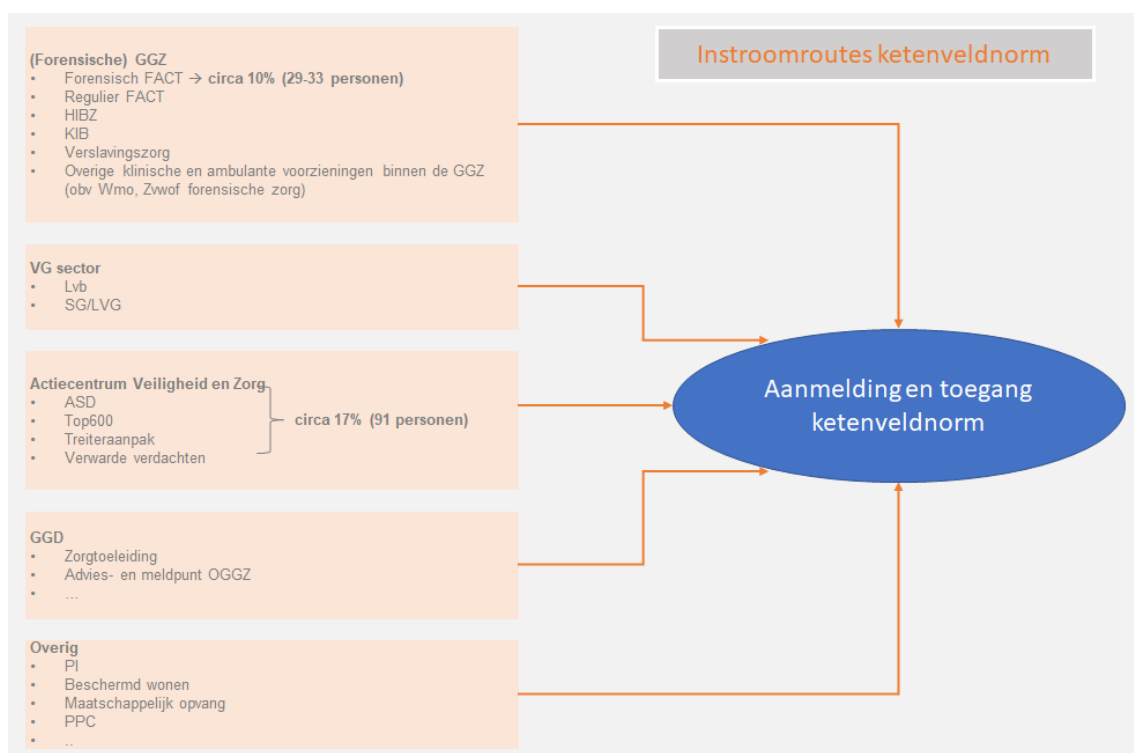 Instroomroutes ketenveldnorm
(Forensische) GGZ
• Forensisch FACT → circa 10% (29-33 personen)
• Regulier FACT
• HIBZ
• KIB
• Verslavingszorg
• Overige klinische en ambulante voorzieningen binnen de GGZ
(obv Wmo, Zvwof forensische zorg)
VG sector
• Lvb
• SG/LVG
Actiecentrum Veiligheid en Zorg
• ASD
• Top600
• Treiteraanpak
• Verwarde verdachten
circa 17% (91 personen)
GGD
• Zorgtoeleiding
• Advies- en meldpunt OGGZ
• ...
Overig
• PI
• Beschermd wonen
• Maatschappelijk opvang
• PPC
• ..
Aanmelding en toegang
ketenveldnorm